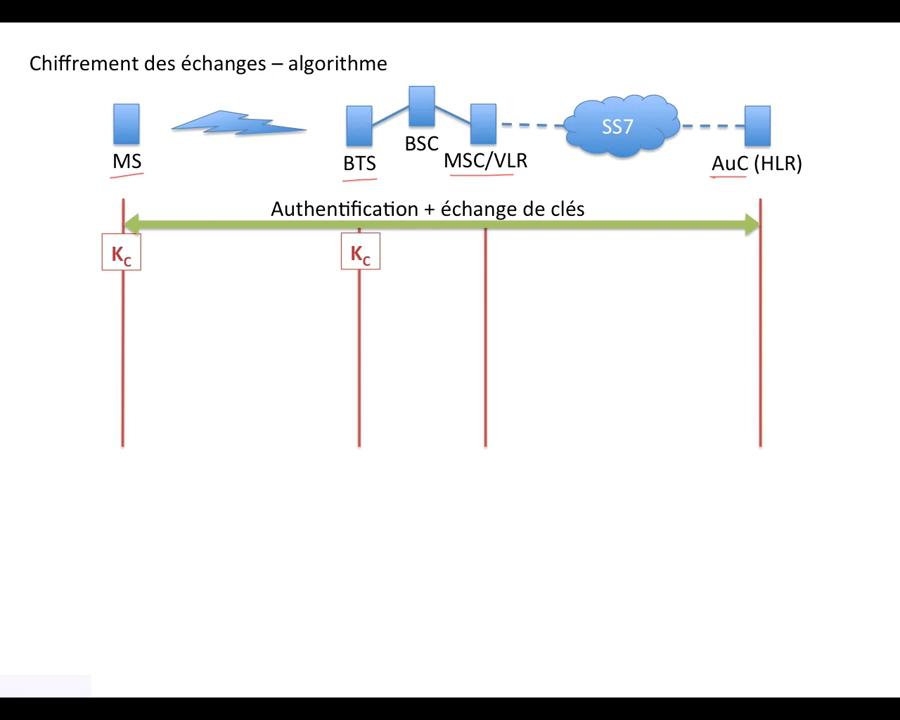 Chiffrement des échanges – algorithme
MS
BTS
BSC
MSC/VLR
SS7
AuC (HLR)
Authentification + échange de clés
KC
KC